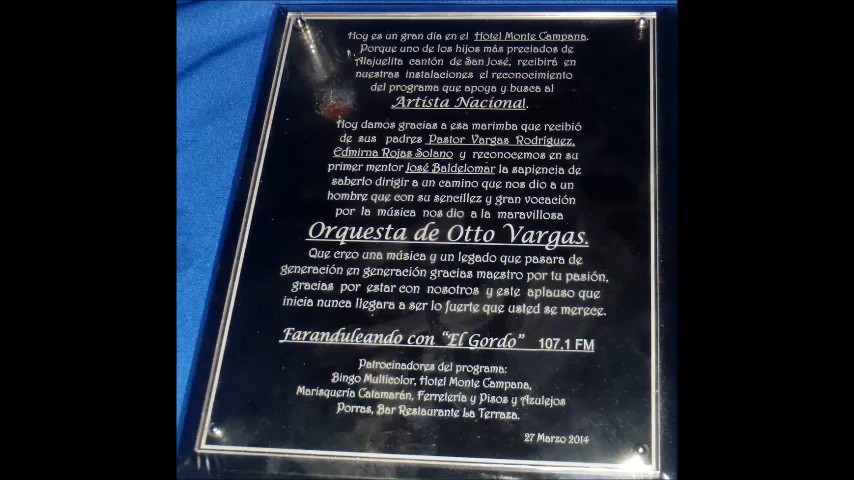 Hoy es un gran día en el Hotel Monte Campana.
Porque uno de los hijos más preciados de
Alajuelita cantón de San José, recibirá en
nuestras instalaciones el reconocimiento
del programa que apoya y busca al
Artista Nacional.
Hoy damos gracias a esa marimba que recibió
de sus padres Pastor Vargas Rodríguez,
Edmirna Rojas Solano y reconocemos en su
primer mentor José Baldelomar la sapiencia de
saberlo dirigir a un camino que nos dio a un
hombre que con su sencillez y gran vocación
por la música nos dio a la maravillosa
Orquesta de Otto Vargas.
Que creo una música y un legado que pasara de
generación en generación gracias maestro por tu pasión,
gracias por estar con nosotros y este aplauso que
inicia nunca llegara a ser lo fuerte que usted se merece.
Faranduleando con "El Gordo" 107.1 FM
Patrocinadores del programa:
Bingo Multicolor, Hotel Monte Campana,
Marisquería Catamarán, Ferretería y Pisos y Azulejos
Porras, Bar Restaurante La Terraza.
27 Marzo 2014